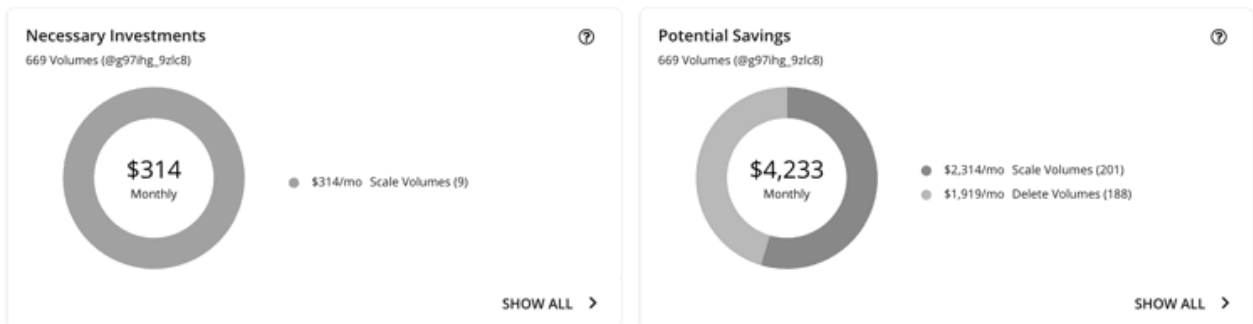 Necessary Investments
669 Volumes (@g97ihg_9zlc8)
$314
Monthly
$314/mo Scale Volumes (9)
SHOW ALL
Potential Savings
669 Volumes (@g97ihg_9zlc8)
$4,233
Monthly
$2,314/mo Scale Volumes (201)
$1,919/mo Delete Volumes (188)
SHOW ALL